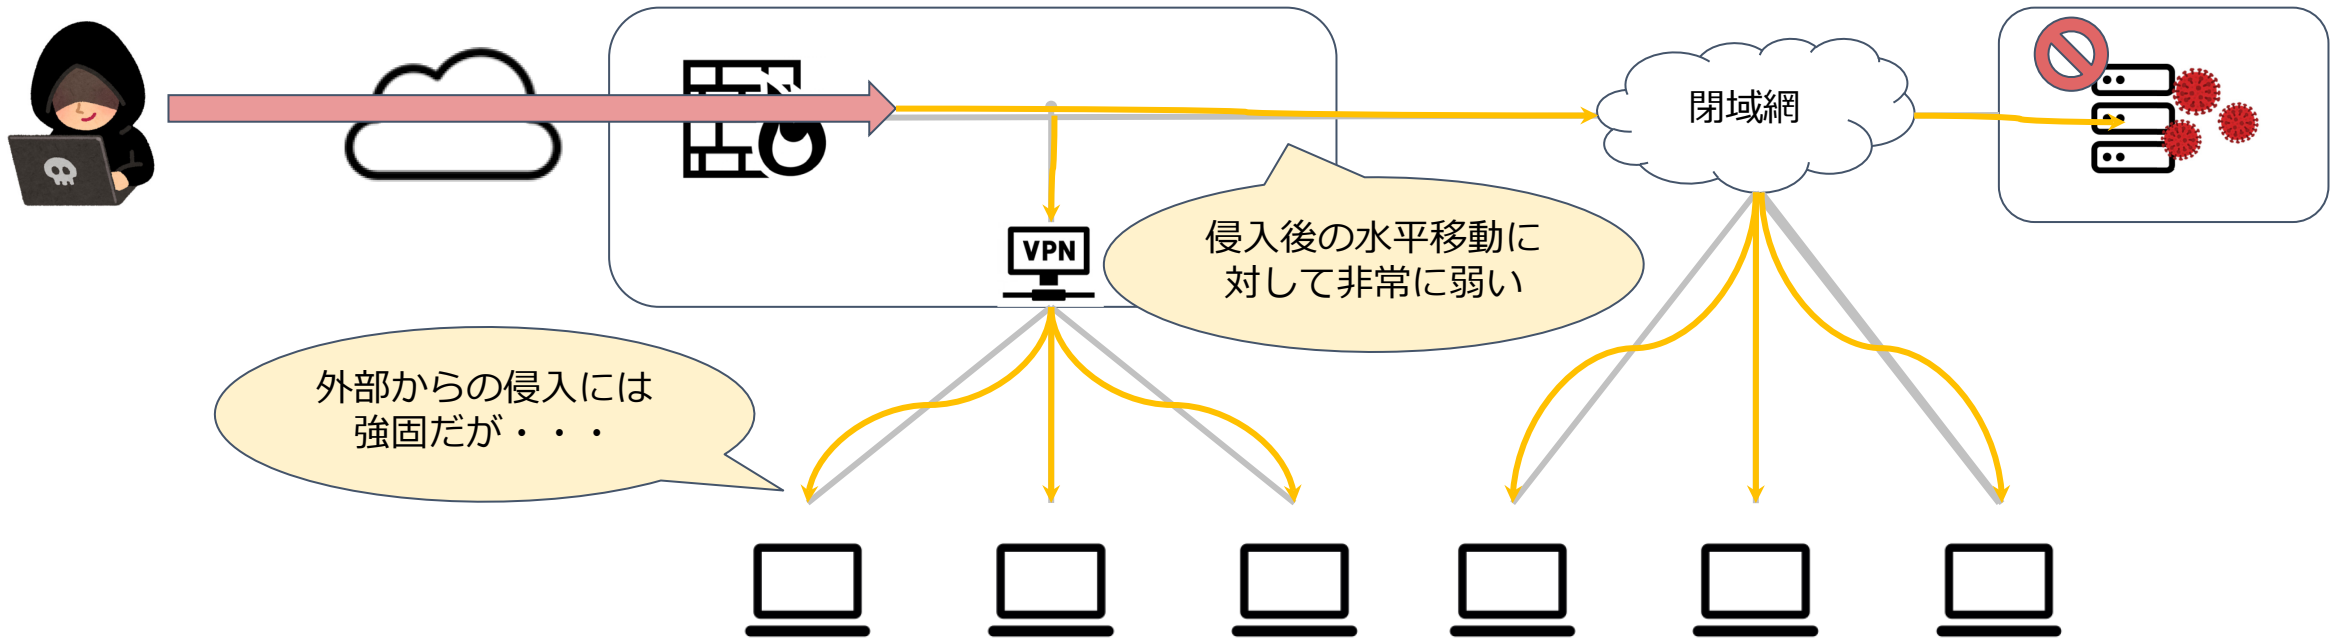 閉域網
侵入後の水平移動に
対して非常に弱い
VPN
外部からの侵入には
強固だが・・・